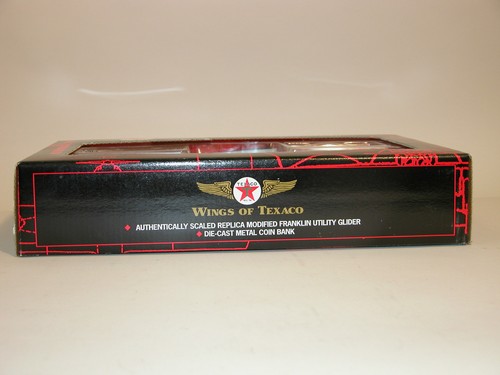 TEXACO
WINGS OF TEXACO
AUTHENTICALLY SCALED REPLICA MODIFIED FRANKLIN UTILITY GLIDER
DIE-CAST METAL COIN BANK